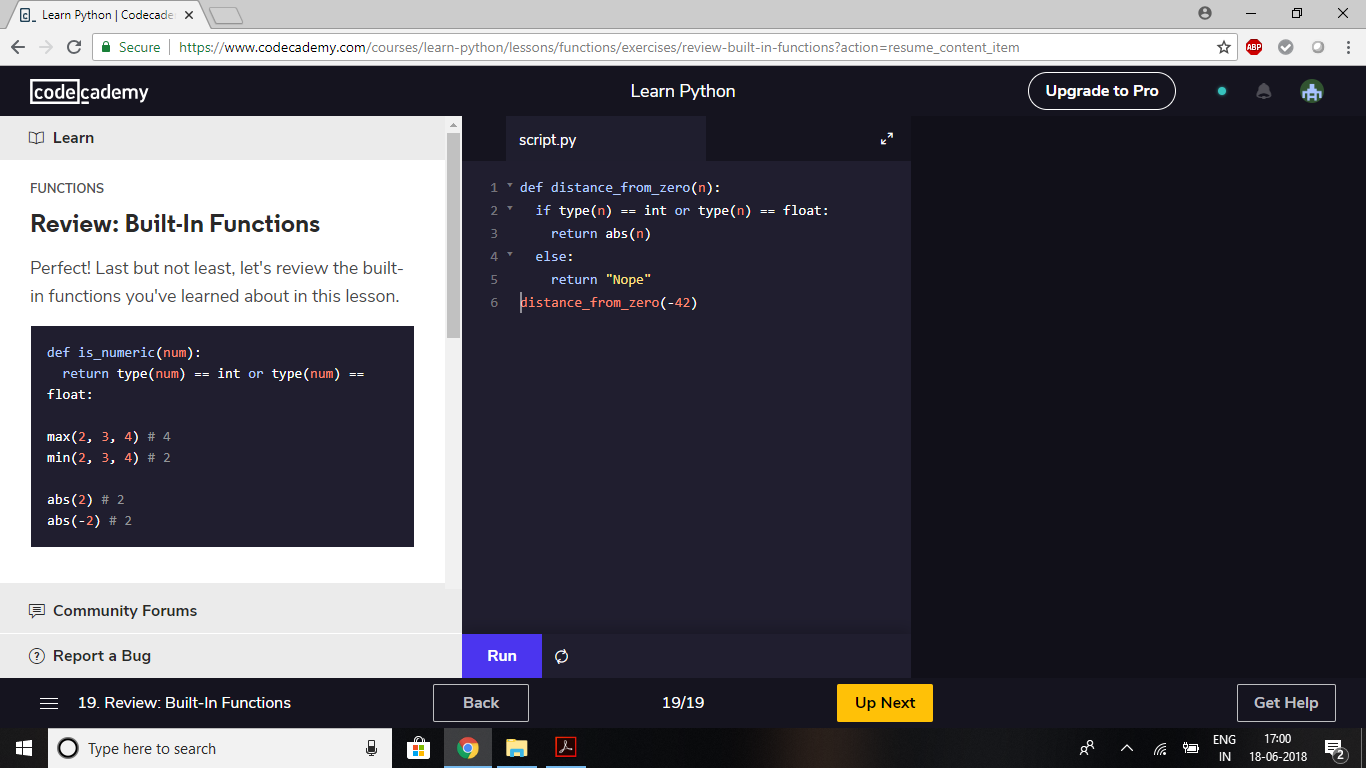 Learn Python | Codecade
Secure
https://www.codecademy.com/courses/learn-python/lessons/functions/exercises/review-built-in-functions?action=resume_content_item
ABP
codecademy
Learn Python
Upgrade to Pro
Learn
FUNCTIONS
Review: Built-In Functions
Perfect! Last but not least, let's review the built-
in functions you've learned about in this lesson.
def is_numeric(num):
return type(num) == int or type(num) ==
float:
max(2, 3, 4) # 4
min(2, 3, 4) # 2
abs(2) # 2
abs(-2) # 2
Community Forums
Report a Bug
script.py
1 def distance_from_zero(n):
2 if type(n) == int or type(n) == float:
3 return abs(n)
4 else:
5 return "Nope"
6 distance_from_zero(-42)
Run
19. Review: Built-In Functions
Back
19/19
Up Next
Get Help
Type here to search
ENG
IN
17:00
18-06-2018
2